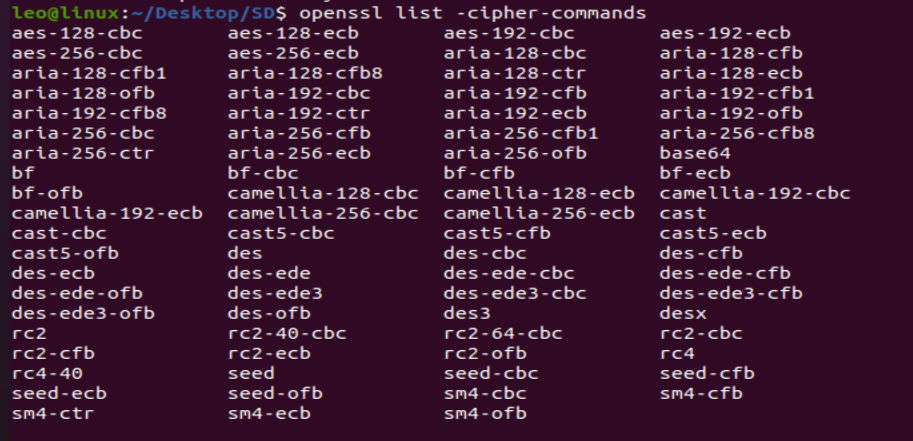 leo@linux:~/Desktop/SD$ openssl list -cipher-commands
aes-128-cbc aes-128-ecb aes-192-cbc aes-192-ecb
aes-256-cbc aes-256-ecb aria-128-cbc aria-128-cfb
aria-128-cfb1 aria-128-cfb8 aria-128-ctr aria-128-ecb
aria-128-ofb aria-192-cbc aria-192-cfb aria-192-cfb1
aria-192-cfb8 aria-192-ctr aria-192-ecb aria-192-ofb
aria-256-cbc aria-256-cfb aria-256-cfb1 aria-256-cfb8
aria-256-ctr aria-256-ecb aria-256-ofb base64
bf bf-cbc bf-cfb bf-ecb
bf-ofb camellia-128-cbc camellia-128-ecb camellia-192-cbc
camellia-192-ecb camellia-256-cbc camellia-256-ecb cast
cast-cbc cast5-cbc cast5-cfb cast5-ecb
cast5-ofb des des-cbc des-cfb
des-ecb des-ede des-ede-cbc des-ede-cfb
des-ede-ofb des-ede3 des-ede3-cbc des-ede3-cfb
des-ede3-ofb des-ofb des3 desx
rc2 rc2-40-cbc rc2-64-cbc rc2-cbc
rc2-cfb rc2-ecb rc2-ofb rc4
rc4-40 seed seed-cbc seed-cfb
seed-ecb seed-ofb sm4-cbc sm4-cfb
sm4-ctr sm4-ecb sm4-ofb